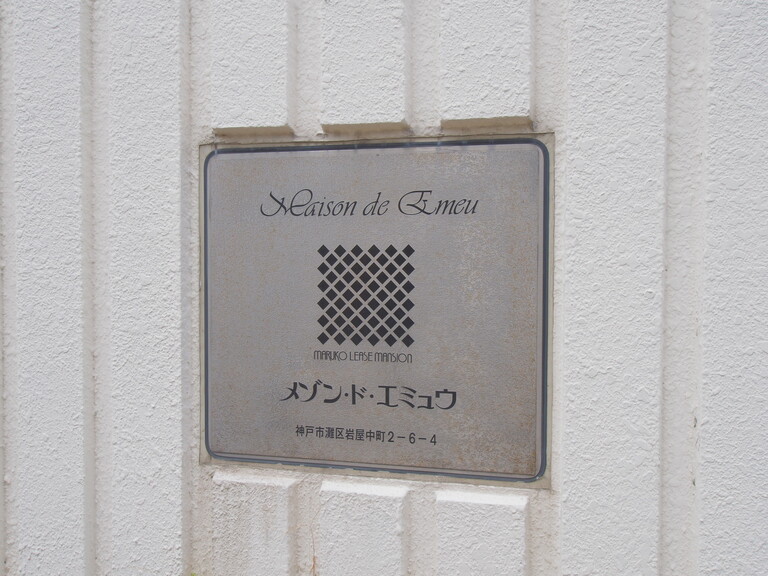 Maison de Emeu
MARUKO LEASE MANSION
メゾン・ド・エミュウ
神戸市灘区岩屋中町2-6-4